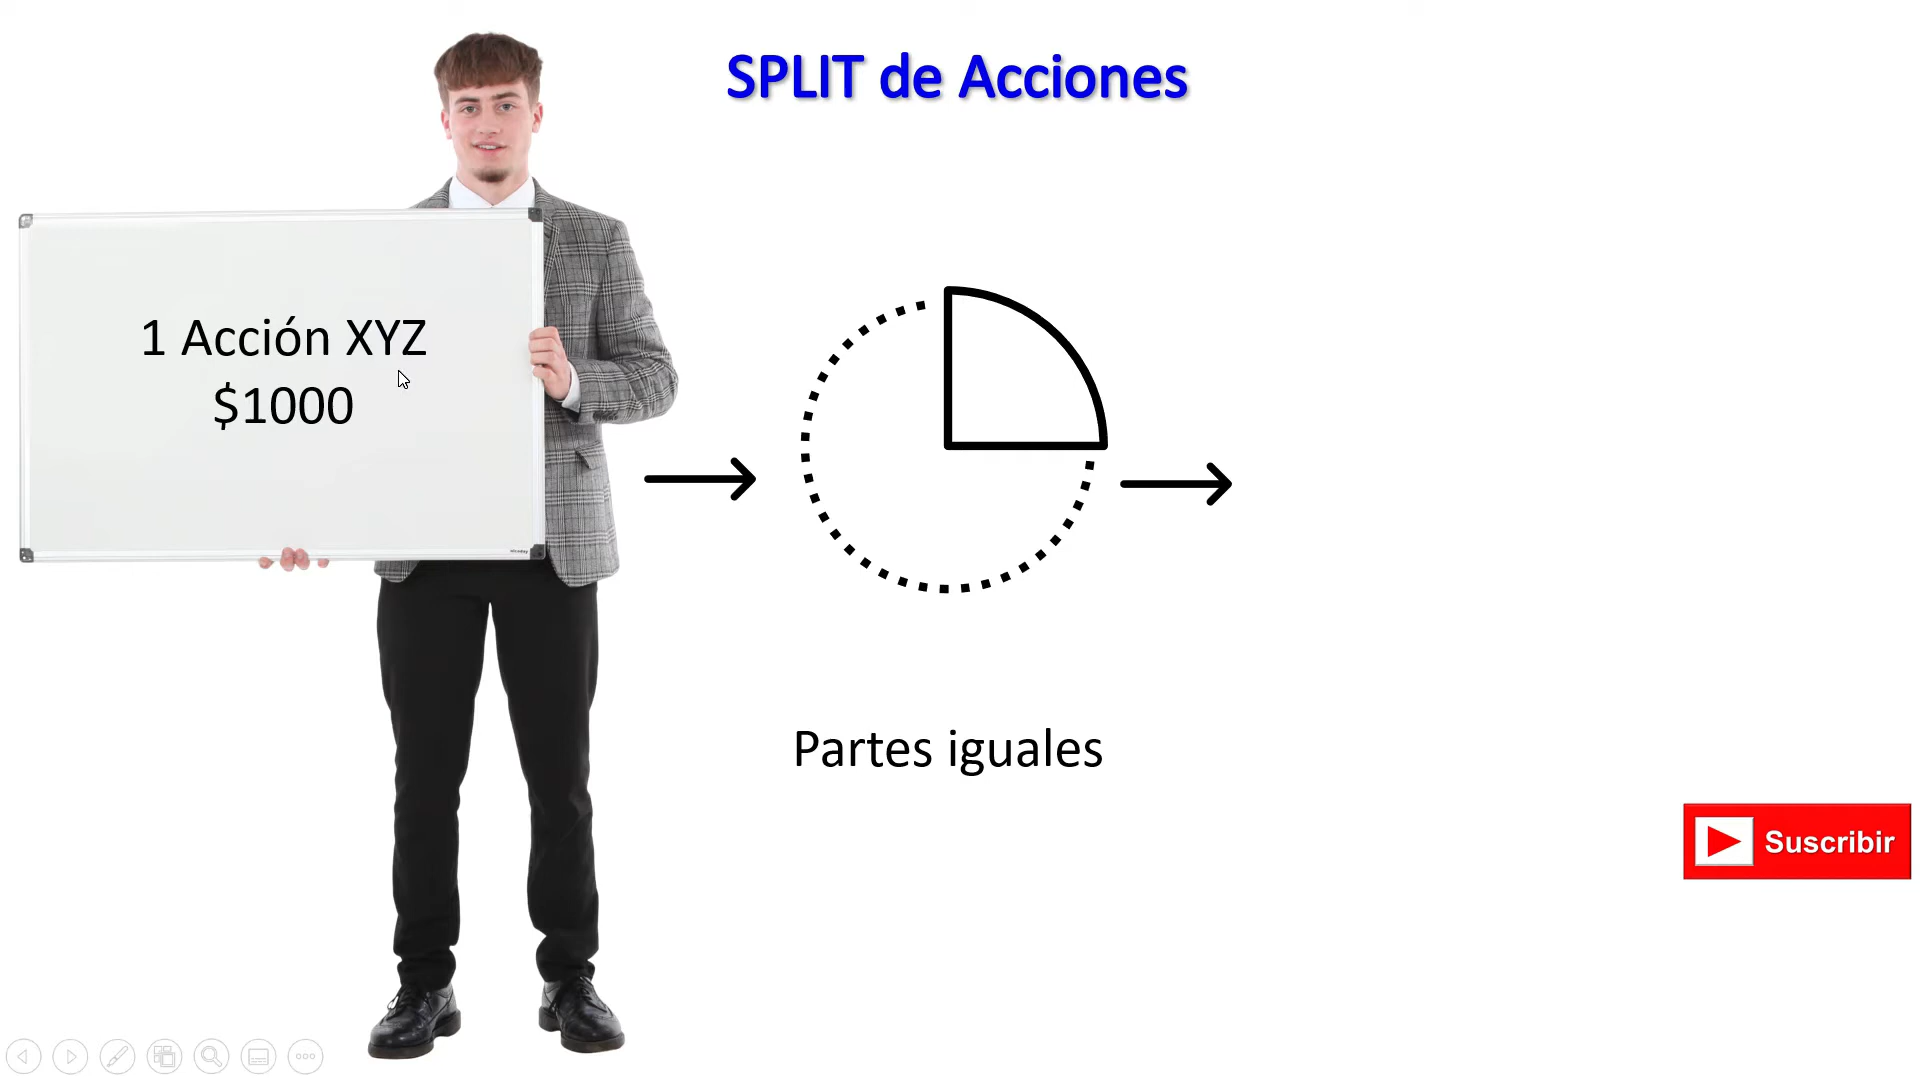 SPLIT de Acciones
1 Acción XYZ
$1000
Partes iguales
Suscribir